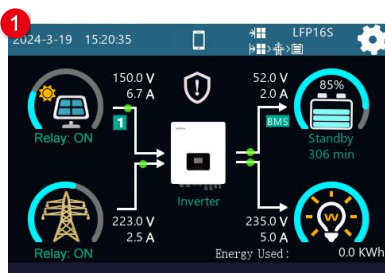 1
2024-3-19 15:20:35
LFP16S
150.0 V
6.7 A
1
Relay: ON
52.0 V
2.0 A
BMS
85%
Standby
306 min
Inverter
223.0 V
2.5 A
Relay: ON
235.0 V
5.0 A
W
Energy Used: 0.0 KWh